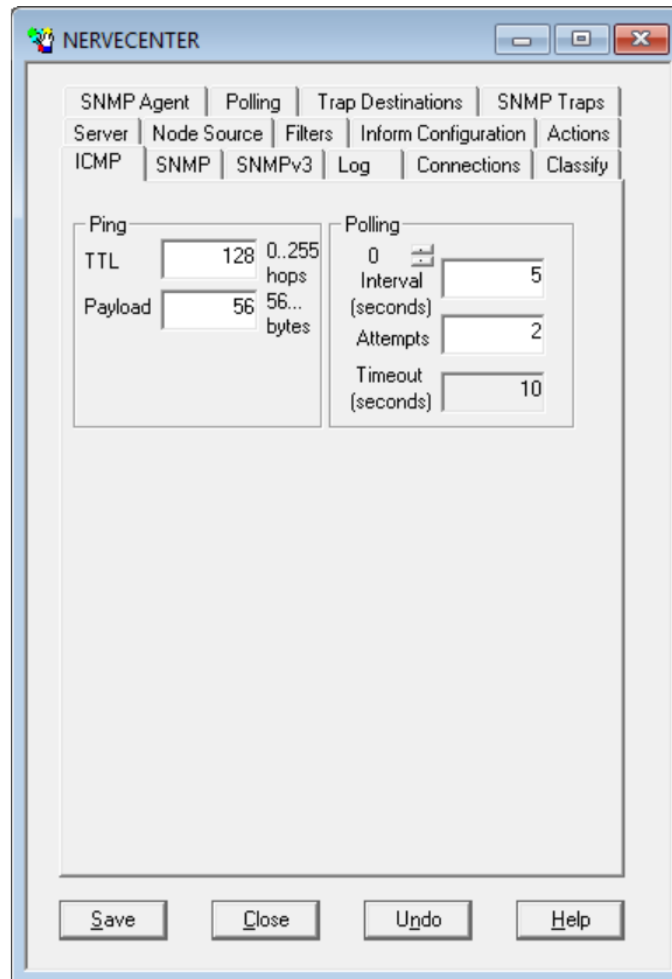 NERVECENTER
SNMP Agent Polling Trap Destinations SNMP Traps
Server Node Source Filters Inform Configuration Actions
ICMP SNMP SNMPv3 Log Connections Classify
Ping
TTL 128 0..255
hops
Payload 56 56...
bytes
Polling
0
Interval
(seconds) 5
Attempts 2
Timeout
(seconds) 10
Save Close Undo Help